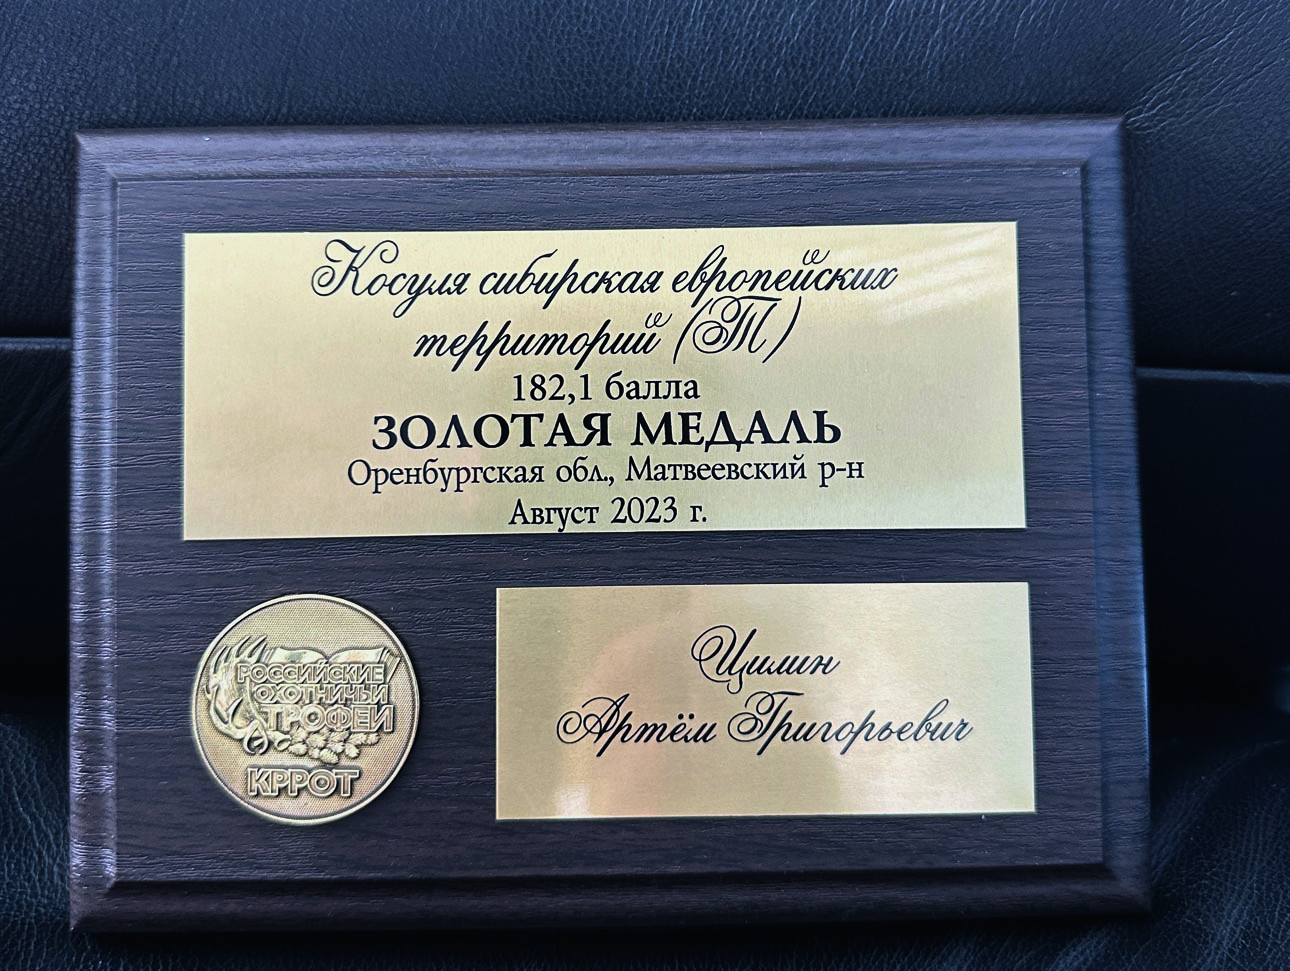 Косуля сибирская европейских
территорий (Т)
182,1 балла
ЗОЛОТАЯ МЕДАЛЬ
Оренбургская обл., Матвеевский р-н
Август 2023 г.
РОССИЙСКИЕ
ОХОТНИЧЬИ
ТРОФЕИ
КРРОТ
Цилин
Артём Григорьевич